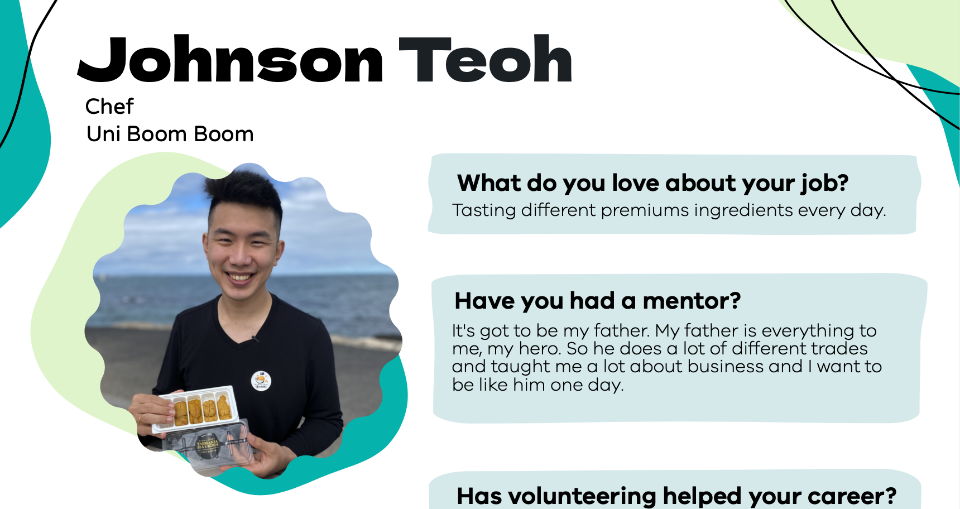 Johnson Teoh
Chef
Uni Boom Boom
What do you love about your job?
Tasting different premiums ingredients every day.
Have you had a mentor?
It's got to be my father. My father is everything to
me, my hero. So he does a lot of different trades
and taught me a lot about business and I want to
be like him one day.
Has volunteering helped your career?